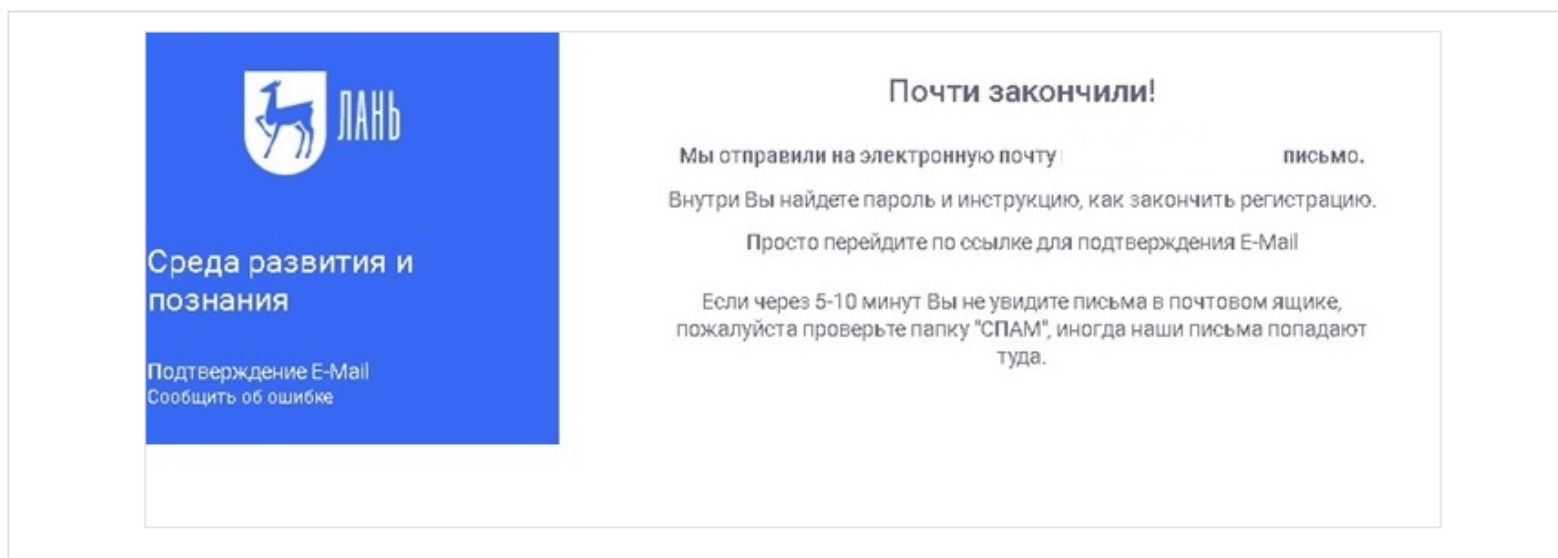 ЛАНЬ
Среда развития и
познания
Подтверждение E-Mail
Сообщить об ошибке
Почти закончили!
Мы отправили на электронную почту письмо.
Внутри Вы найдете пароль и инструкцию, как закончить регистрацию.
Просто перейдите по ссылке для подтверждения E-Mail
Если через 5-10 минут Вы не увидите письма в почтовом ящике,
пожалуйста проверьте папку "СПАМ", иногда наши письма попадают
туда.